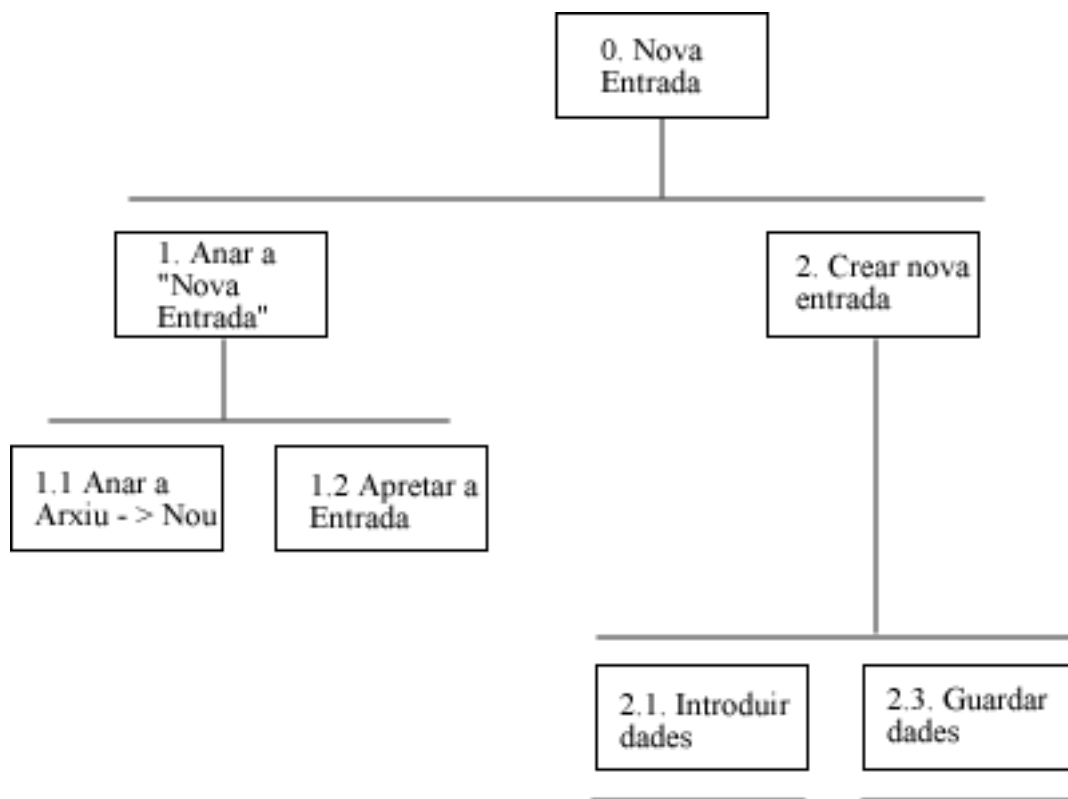 0. Nova
Entrada
1. Anar a
"Nova
Entrada"
2. Crear nova
entrada
1.1 Anar a
Arxiu - > Nou
1.2 Apretar a
Entrada
2.1. Introduir
dades
2.3. Guardar
dades